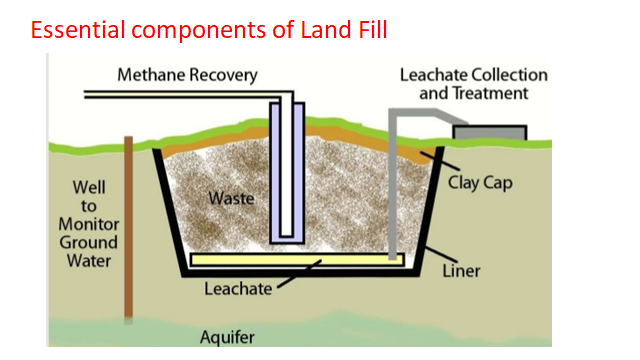 Essential components of Land Fill
Methane Recovery
Leachate Collection
and Treatment
Well
to
Monitor
Ground
Water
Waste
Clay Cap
Liner
Leachate
Aquifer